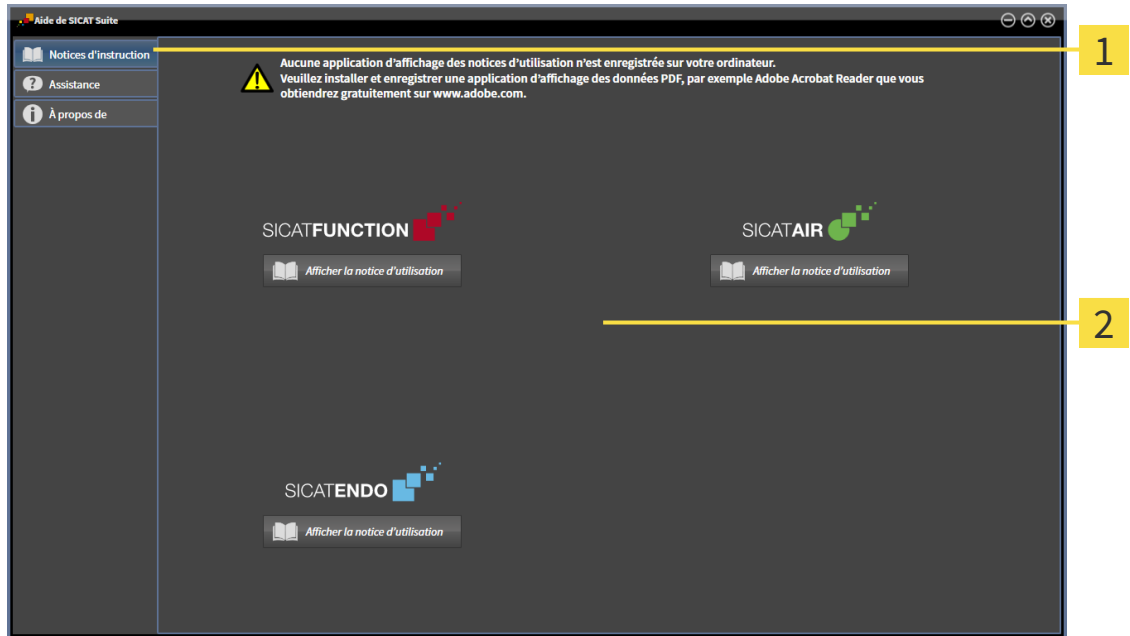 Aide de SICAT Suite
Notices d'instruction
1
Assistance
À propos de
Aucune application d'affichage des notices d'utilisation n'est enregistrée sur votre ordinateur.
Veuillez installer et enregistrer une application d'affichage des données PDF, par exemple Adobe Acrobat Reader que vous
obtiendrez gratuitement sur www.adobe.com.
SICATFUNCTION
SICATAIR
Afficher la notice d'utilisation
Afficher la notice d'utilisation
2
SICATENDO
Afficher la notice d'utilisation